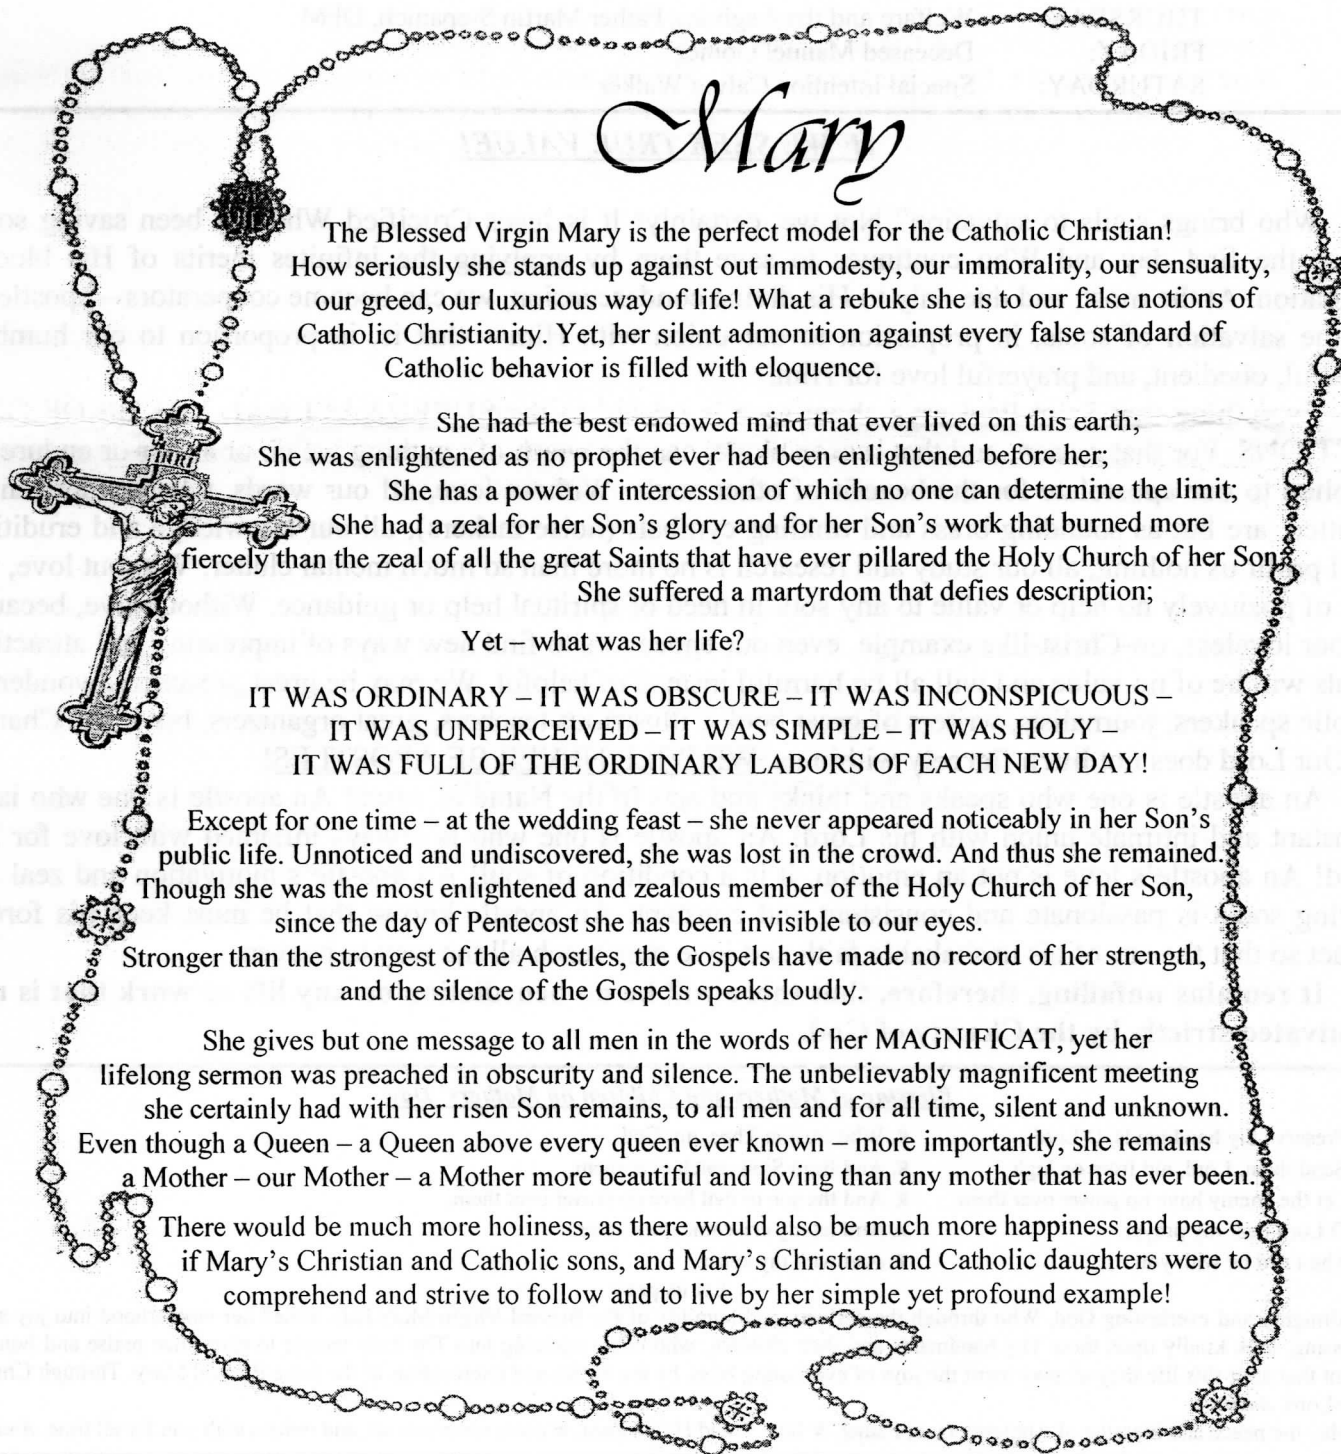 Mary
The Blessed Virgin Mary is the perfect model for the Catholic Christian!
How seriously she stands up against out immodesty, our immorality, our sensuality,
our greed, our luxurious way of life! What a rebuke she is to our false notions of
Catholic Christianity. Yet, her silent admonition against every false standard of
Catholic behavior is filled with eloquence.
She had the best endowed mind that ever lived on this earth;
She was enlightened as no prophet ever had been enlightened before her;
She has a power of intercession of which no one can determine the limit;
She had a zeal for her Son's glory and for her Son's work that burned more
fiercely than the zeal of all the great Saints that have ever pillared the Holy Church of her Son;
She suffered a martyrdom that defies description;
Yet – what was her life?
IT WAS ORDINARY – IT WAS OBSCURE – IT WAS INCONSPICUOUS –
IT WAS UNPERCEIVED – IT WAS SIMPLE – IT WAS HOLY –
IT WAS FULL OF THE ORDINARY LABORS OF EACH NEW DAY!
Except for one time – at the wedding feast – she never appeared noticeably in her Son's
public life. Unnoticed and undiscovered, she was lost in the crowd. And thus she remained.
Though she was the most enlightened and zealous member of the Holy Church of her Son,
since the day of Pentecost she has been invisible to our eyes.
Stronger than the strongest of the Apostles, the Gospels have made no record of her strength,
and the silence of the Gospels speaks loudly.
She gives but one message to all men in the words of her MAGNIFICAT, yet her
lifelong sermon was preached in obscurity and silence. The unbelievably magnificent meeting
she certainly had with her risen Son remains, to all men and for all time, silent and unknown.
Even though a Queen – a Queen above every queen ever known – more importantly, she remains
a Mother – our Mother – a Mother more beautiful and loving than any mother that has ever been.
There would be much more holiness, as there would also be much more happiness and peace,
if Mary's Christian and Catholic sons, and Mary's Christian and Catholic daughters were to
comprehend and strive to follow and to live by her simple yet profound example!